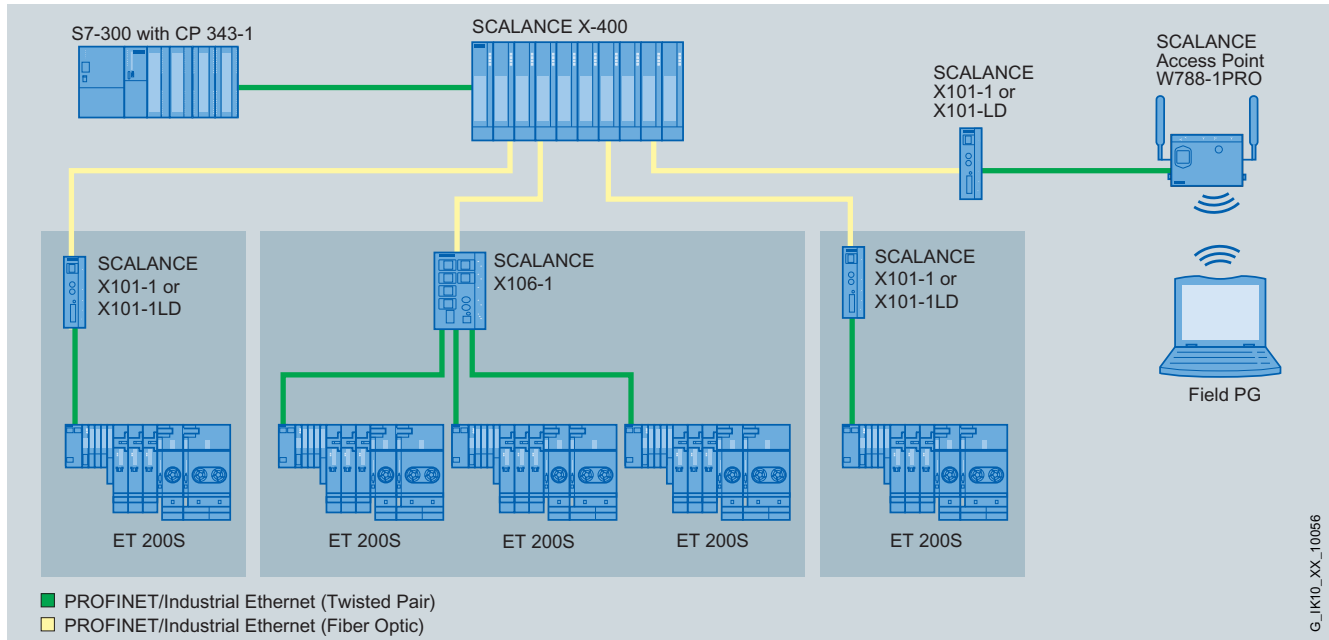 S7-300 with CP 343-1
SCALANCE X-400
SCALANCE
X101-1 or
X101-LD
SCALANCE
Access Point
W788-1PRO
SCALANCE
X101-1 or
X101-1LD
SCALANCE
X106-1
SCALANCE
X101-1 or
X101-1LD
Field PG
ET 200S
ET 200S
ET 200S
ET 200S
ET 200S
PROFINET/Industrial Ethernet (Twisted Pair)
PROFINET/Industrial Ethernet (Fiber Optic)
G_IK10_XX_10056